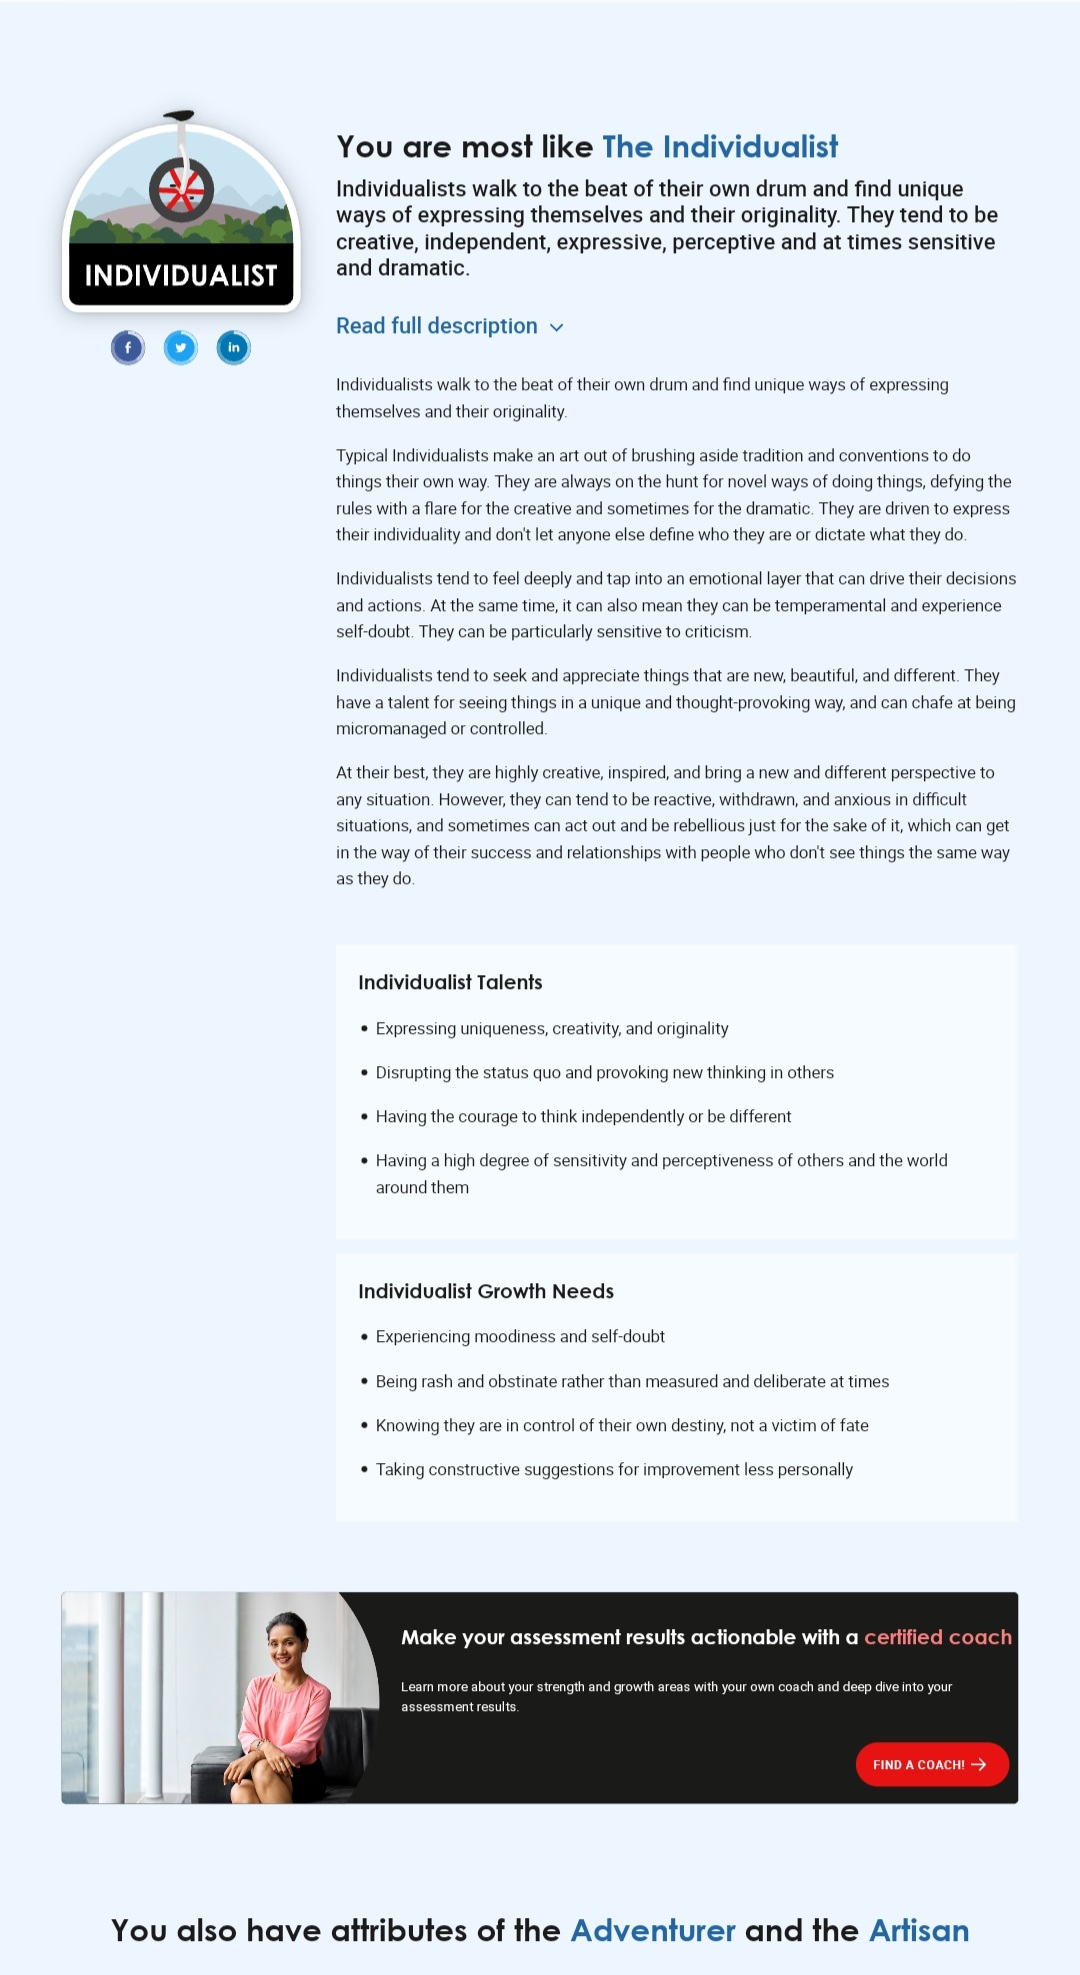 INDIVIDUALIST
You are most like The Individualist
Individualists walk to the beat of their own drum and find unique
ways of expressing themselves and their originality. They tend to be
creative, independent, expressive, perceptive and at times sensitive
and dramatic.
Read full description
Individualists walk to the beat of their own drum and find unique ways of expressing
themselves and their originality.
Typical Individualists make an art out of brushing aside tradition and conventions to do
things their own way. They are always on the hunt for novel ways of doing things, defying the
rules with a flare for the creative and sometimes for the dramatic. They are driven to express
their individuality and don't let anyone else define who they are or dictate what they do.
Individualists tend to feel deeply and tap into an emotional layer that can drive their decisions
and actions. At the same time, it can also mean they can be temperamental and experience
self-doubt. They can be particularly sensitive to criticism.
Individualists tend to seek and appreciate things that are new, beautiful, and different. They
have a talent for seeing things in a unique and thought-provoking way, and can chafe at being
micromanaged or controlled.
At their best, they are highly creative, inspired, and bring a new and different perspective to
any situation. However, they can tend to be reactive, withdrawn, and anxious in difficult
situations, and sometimes can act out and be rebellious just for the sake of it, which can get
in the way of their success and relationships with people who don't see things the same way
as they do.
Individualist Talents
• Expressing uniqueness, creativity, and originality
• Disrupting the status quo and provoking new thinking in others
• Having the courage to think independently or be different
• Having a high degree of sensitivity and perceptiveness of others and the world
around them
Individualist Growth Needs
• Experiencing moodiness and self-doubt
• Being rash and obstinate rather than measured and deliberate at times
• Knowing they are in control of their own destiny, not a victim of fate
• Taking constructive suggestions for improvement less personally
Make your assessment results actionable with a certified coach
Learn more about your strength and growth areas with your own coach and deep dive into your
assessment results.
FIND A COACH!
You also have attributes of the Adventurer and the Artisan